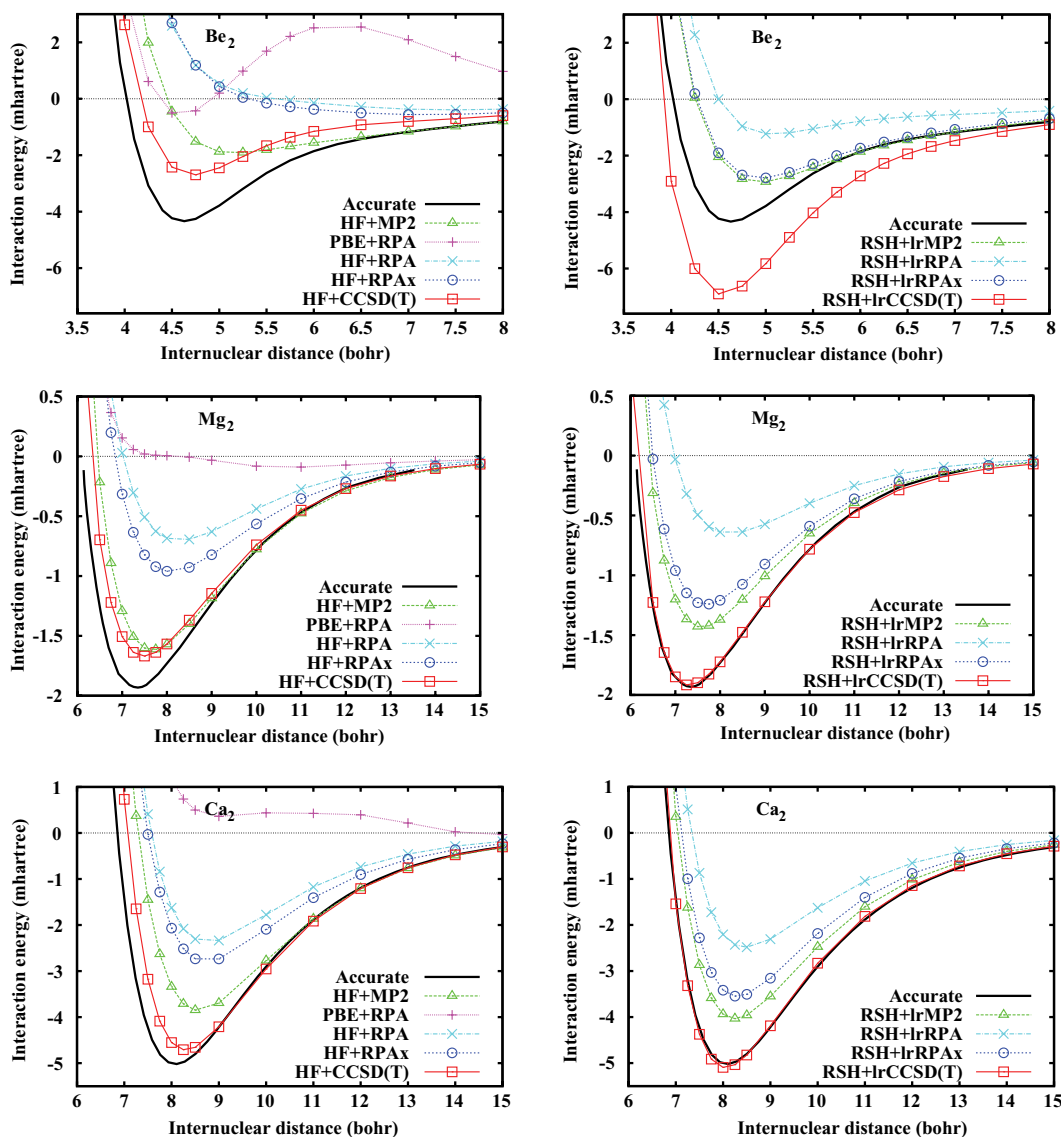 Be2
Interaction energy (mhartree)
2
0
-2
-4
-6
Accurate
HF+MP2
PBE+RPA
HF+RPA
HF+RPAx
HF+CCSD(T)
3.5 4 4.5 5 5.5 6 6.5 7 7.5 8
Internuclear distance (bohr)
Be2
Interaction energy (mhartree)
2
0
-2
-4
-6
Accurate
RSH+lrMP2
RSH+lrRPA
RSH+lrRPAx
RSH+lrCCSD(T)
3.5 4 4.5 5 5.5 6 6.5 7 7.5 8
Internuclear distance (bohr)
Mg2
Interaction energy (mhartree)
0.5
0
-0.5
-1
-1.5
-2
Accurate
HF+MP2
PBE+RPA
HF+RPA
HF+RPAx
HF+CCSD(T)
6 7 8 9 10 11 12 13 14 15
Internuclear distance (bohr)
Mg2
Interaction energy (mhartree)
0.5
0
-0.5
-1
-1.5
-2
Accurate
RSH+lrMP2
RSH+lrRPA
RSH+lrRPAx
RSH+lrCCSD(T)
6 7 8 9 10 11 12 13 14 15
Internuclear distance (bohr)
Ca2
Interaction energy (mhartree)
1
0
-1
-2
-3
-4
-5
Accurate
HF+MP2
PBE+RPA
HF+RPA
HF+RPAx
HF+CCSD(T)
6 7 8 9 10 11 12 13 14 15
Internuclear distance (bohr)
Ca2
Interaction energy (mhartree)
1
0
-1
-2
-3
-4
-5
Accurate
RSH+lrMP2
RSH+lrRPA
RSH+lrRPAx
RSH+lrCCSD(T)
6 7 8 9 10 11 12 13 14 15
Internuclear distance (bohr)